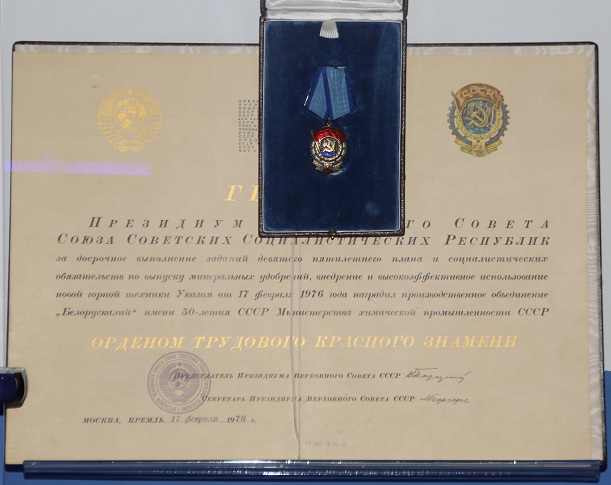 Президиум го Совета
Союза Советских Социалистических Республик
за досрочное выполнение заданий девятого пятилетнего плана и социалистических
обязательств по выпуску минеральных удобрений, внедрение и высокоэффективное использование
новой горной техники Указом от 17 февраля 1976 года наградил производственное объединение
„Белорускалий" имени 50-летия СССР Министерства химической промышленности СССР
ОРДЕНОМ ТРУДОВОГО КРАСНОГО ЗНАМЕНИ
Председатель Президиума Верховного Совета СССР
Секретарь Президиума Верховного Совета СССР
Москва, Кремль. 17 февраля 1976 г.